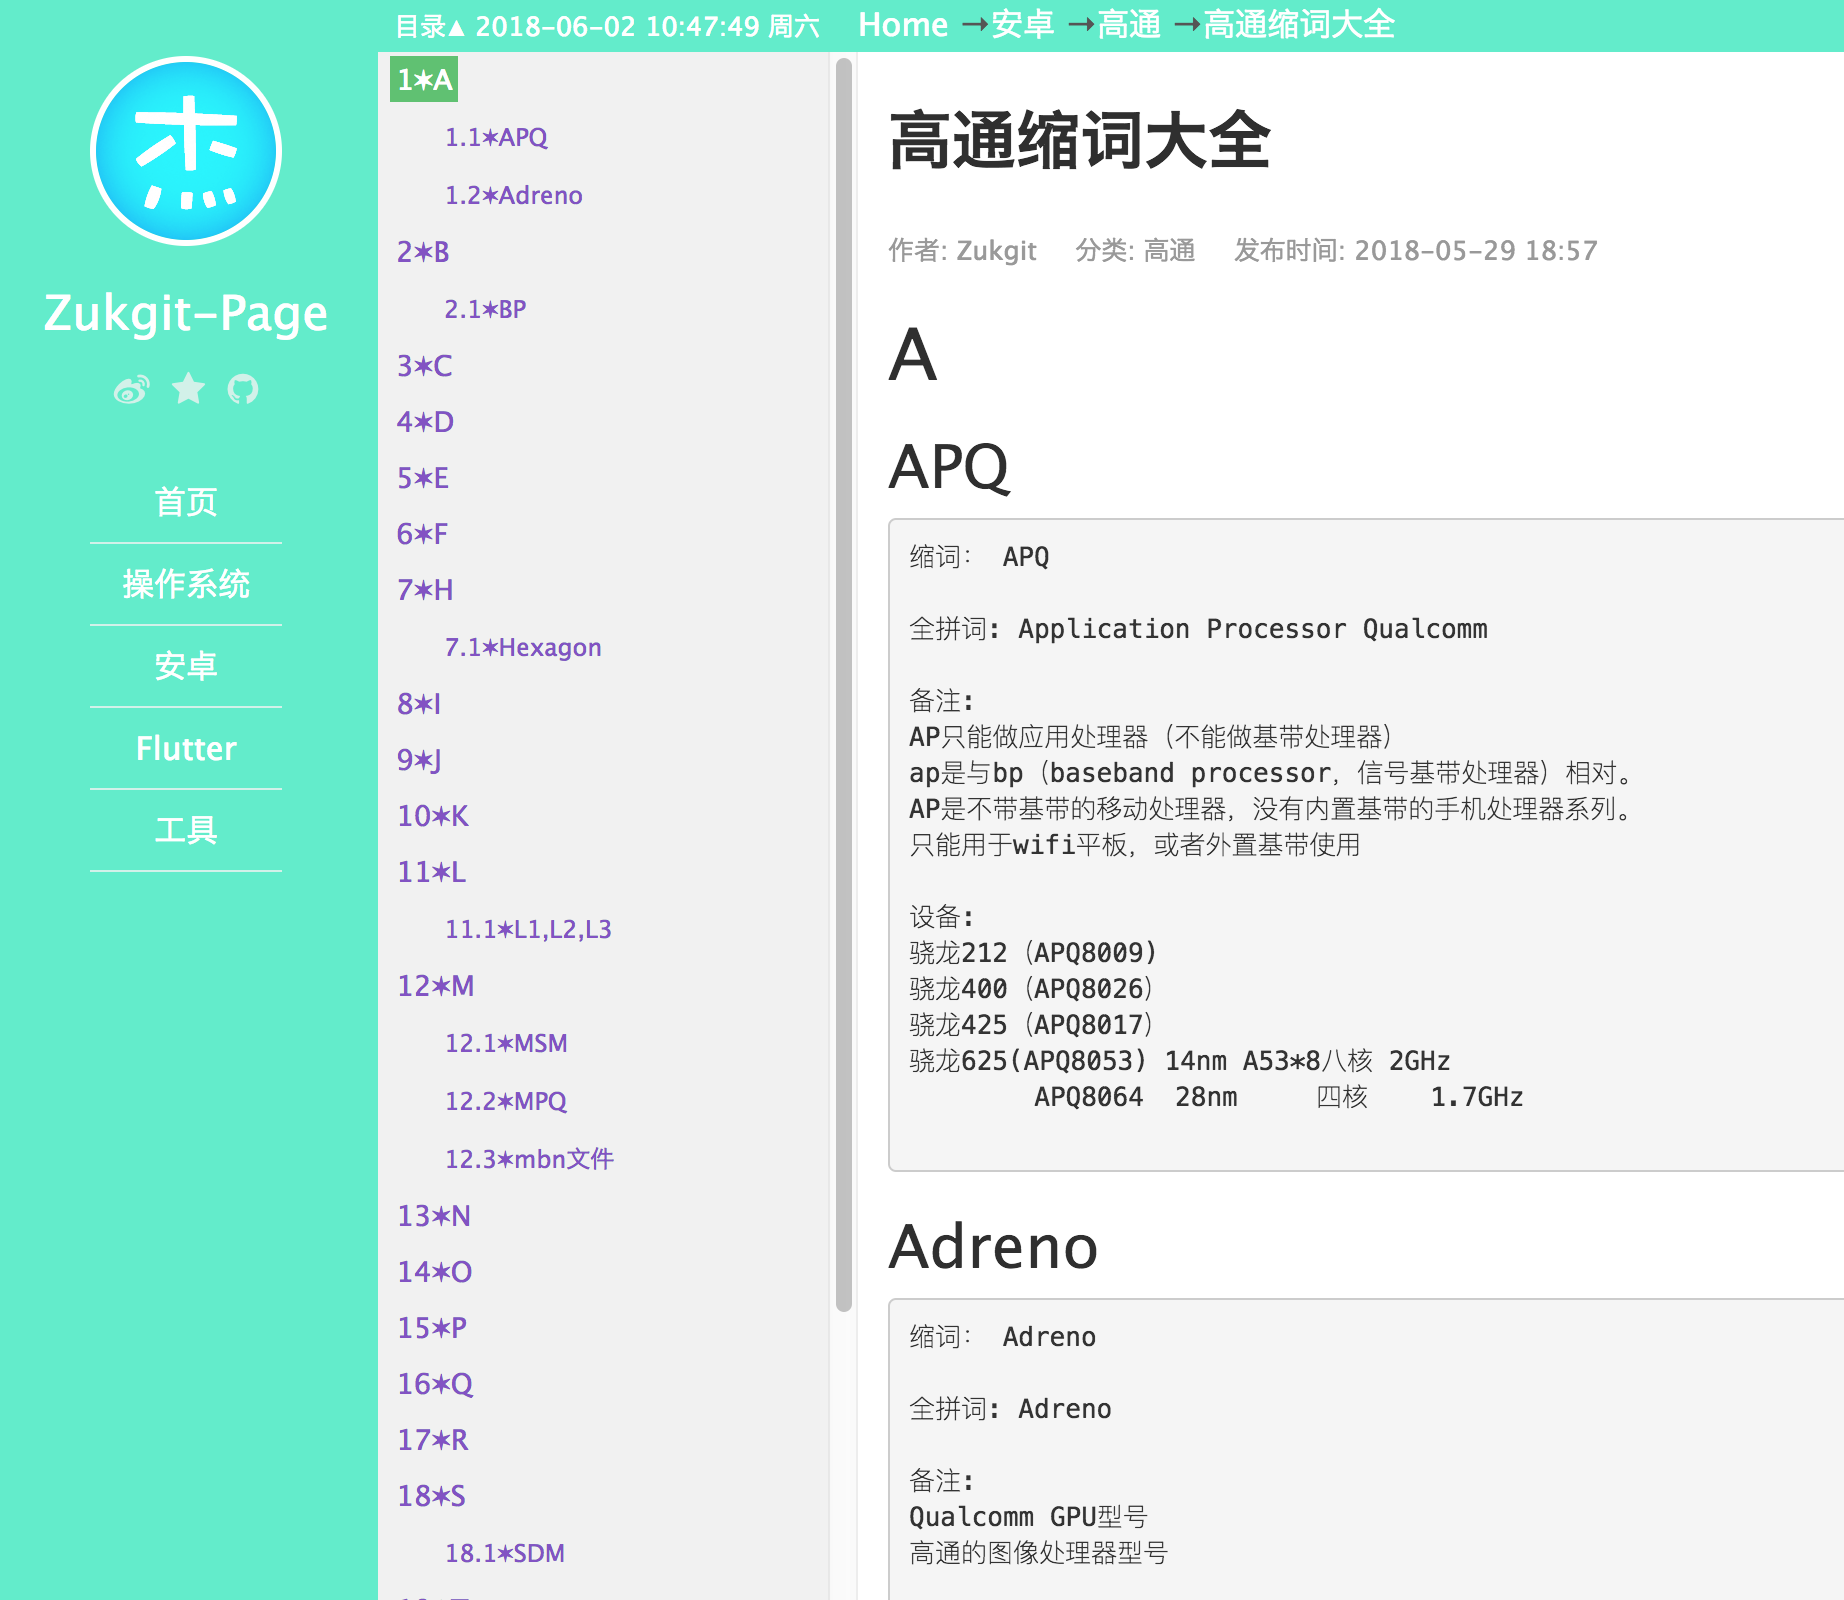 杰
Zukgit-Page
首页
操作系统
安卓
Flutter
工具
目录▲ 2018-06-02 10:47:49 周六
1✶A
1.1✶APQ
1.2✶Adreno
2✶B
2.1✶BP
3✶C
4✶D
5✶E
6✶F
7✶H
7.1✶Hexagon
8✶I
9✶J
10✶K
11✶L
11.1✶L1,L2,L3
12✶M
12.1✶MSM
12.2✶MPQ
12.3✶mbn文件
13✶N
14✶O
15✶P
16✶Q
17✶R
18✶S
18.1✶SDM
Home →安卓 →高通 →高通缩词大全
高通缩词大全
作者: Zukgit 分类: 高通 发布时间: 2018-05-29 18:57
A
APQ
缩词： APQ
全拼词: Application Processor Qualcomm
备注:
AP只能做应用处理器（不能做基带处理器）
ap是与bp（baseband processor，信号基带处理器）相对。
AP是不带基带的移动处理器，没有内置基带的手机处理器系列。
只能用于wifi平板，或者外置基带使用
设备:
骁龙212（APQ8009)
骁龙400（APQ8026）
骁龙425（APQ8017）
骁龙625(APQ8053) 14nm A53*8八核 2GHz
APQ8064 28nm 四核 1.7GHz
Adreno
缩词： Adreno
全拼词: Adreno
备注:
Qualcomm GPU型号
高通的图像处理器型号